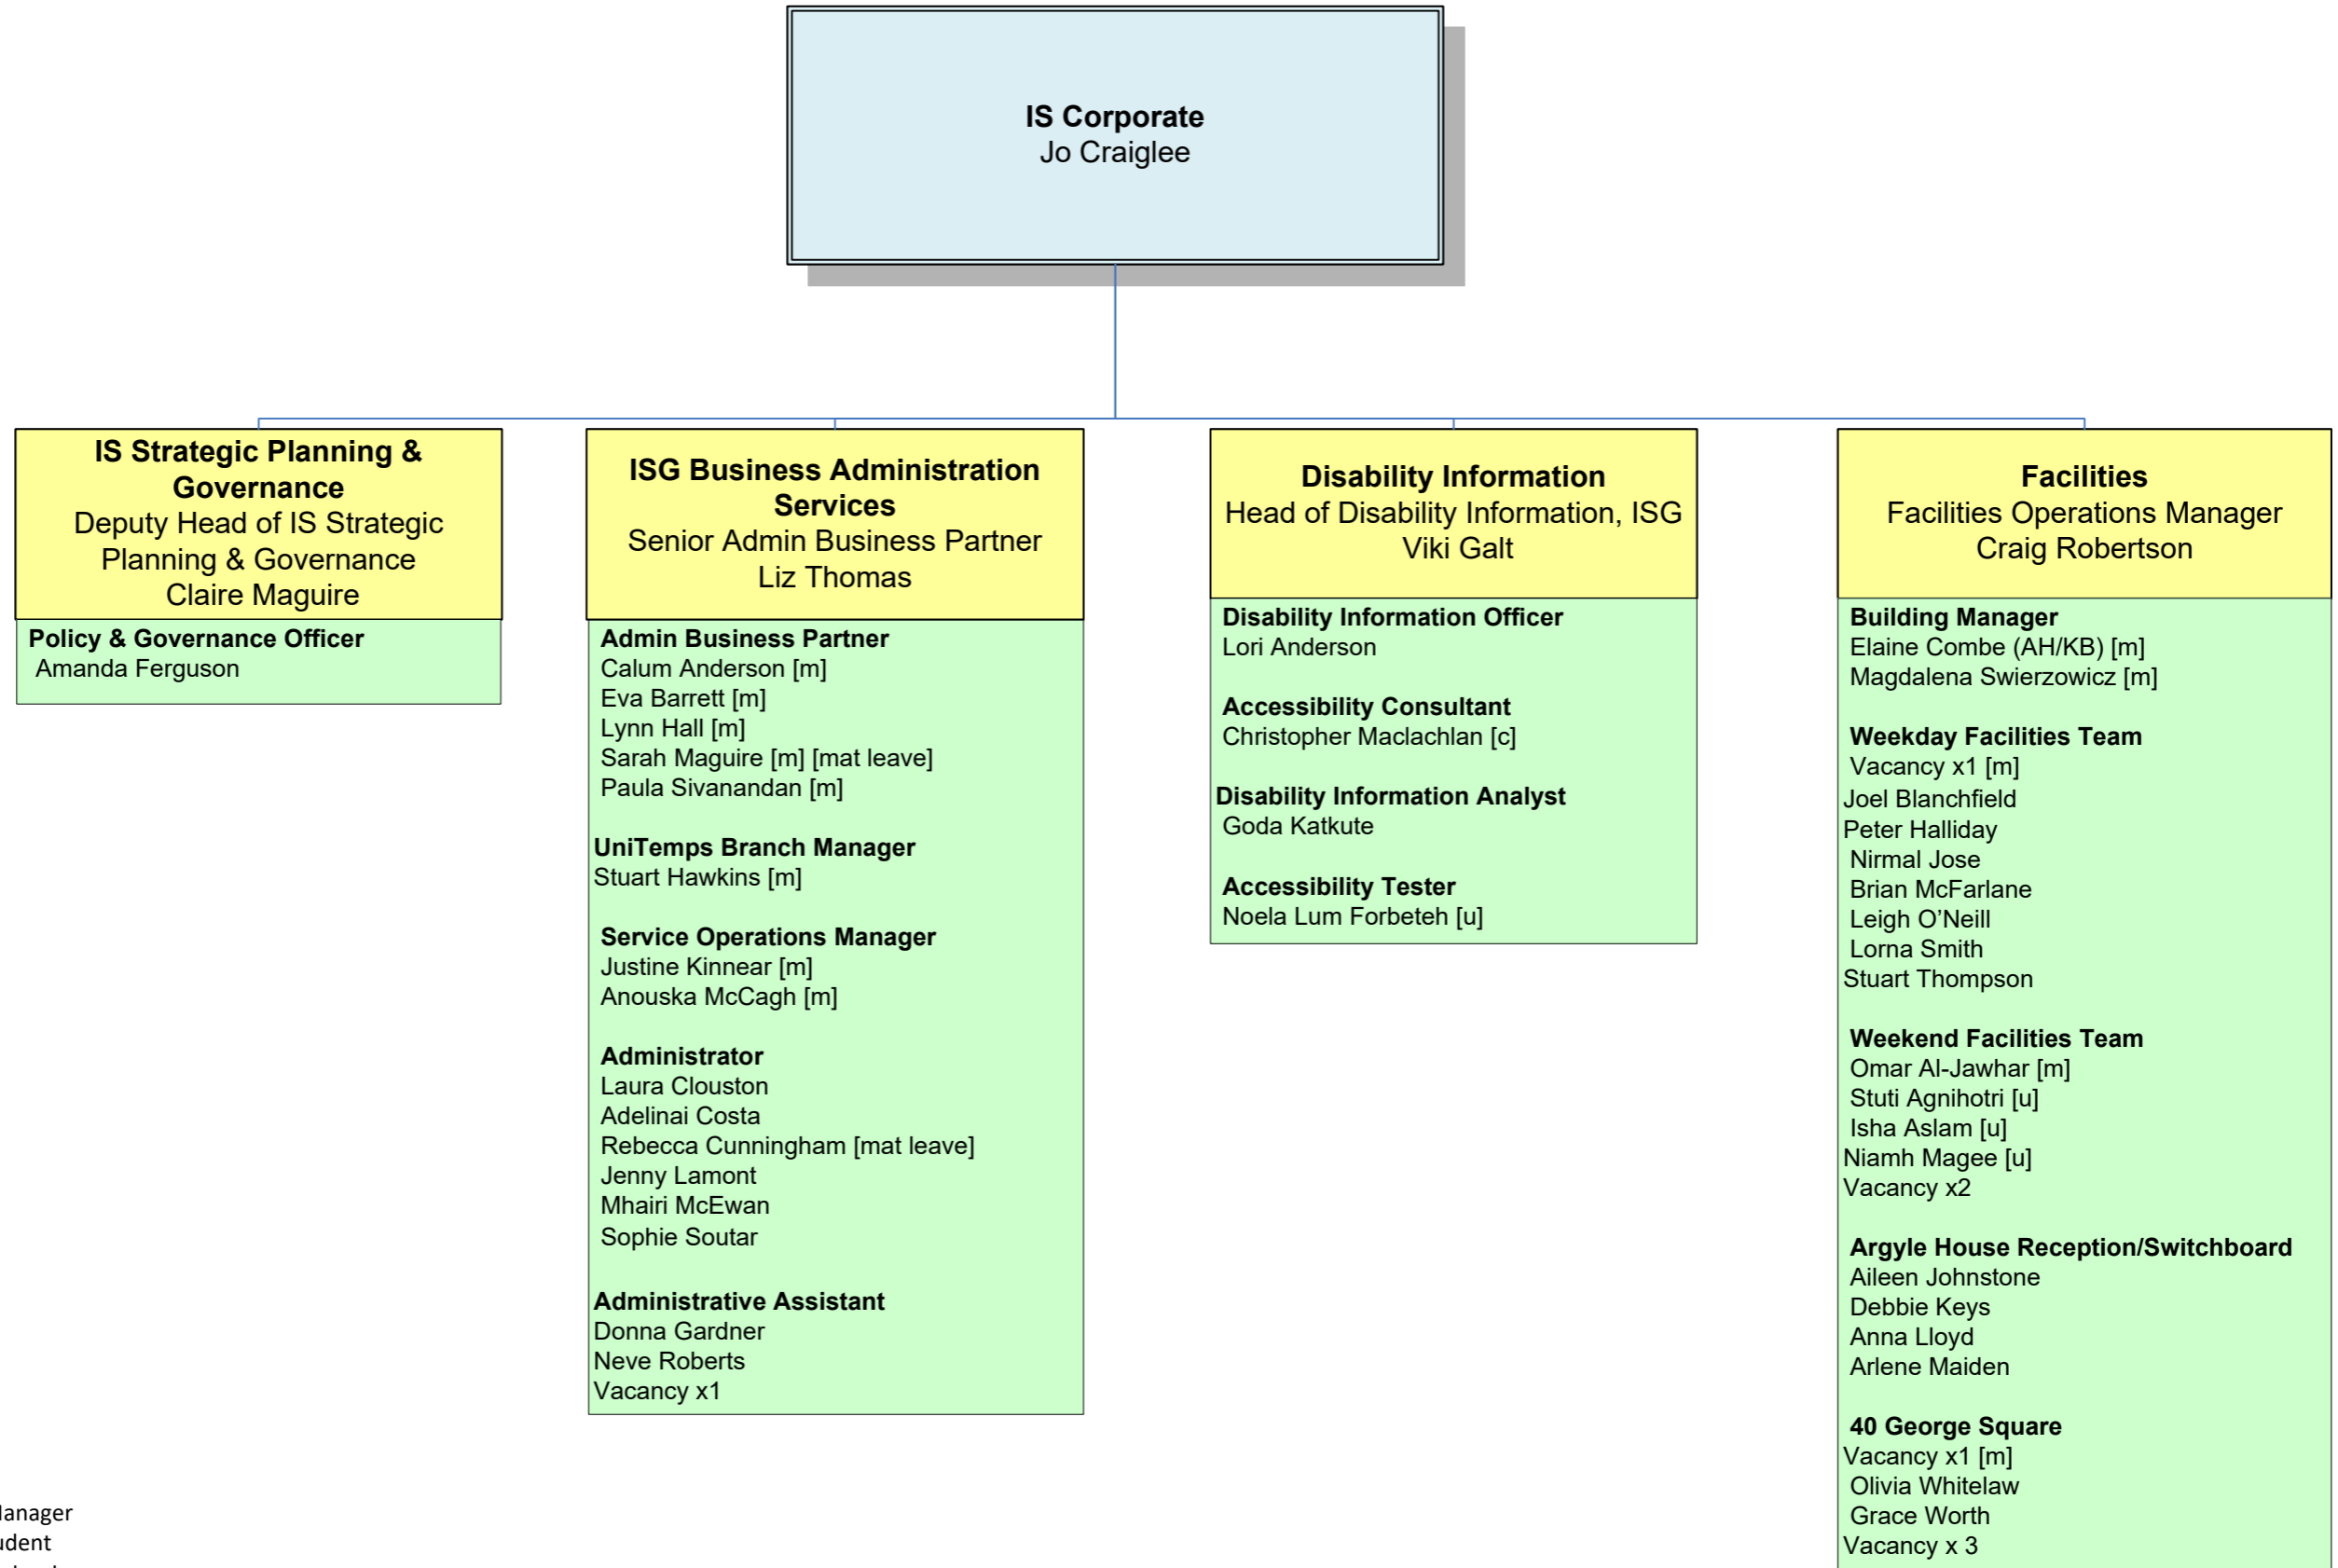 IS Corporate
Jo Craiglee
IS Strategic Planning &
Governance
Deputy Head of IS Strategic
Planning & Governance
Claire Maguire
Policy & Governance Officer
Amanda Ferguson
ISG Business Administration
Services
Senior Admin Business Partner
Liz Thomas
Admin Business Partner
Calum Anderson [m]
Eva Barrett [m]
Lynn Hall [m]
Sarah Maguire [m] [mat leave]
Paula Sivanandan [m]
UniTemps Branch Manager
Stuart Hawkins [m]
Service Operations Manager
Justine Kinnear [m]
Anouska McCagh [m]
Administrator
Laura Clouston
Adelinai Costa
Rebecca Cunningham [mat leave]
Jenny Lamont
Mhairi McEwan
Sophie Soutar
Administrative Assistant
Donna Gardner
Neve Roberts
Vacancy x1
Disability Information
Head of Disability Information, ISG
Viki Galt
Disability Information Officer
Lori Anderson
Accessibility Consultant
Christopher Maclachlan [c]
Disability Information Analyst
Goda Katkute
Accessibility Tester
Noela Lum Forbeteh [u]
Facilities
Facilities Operations Manager
Craig Robertson
Building Manager
Elaine Combe (AH/KB) [m]
Magdalena Swierzowicz [m]
Weekday Facilities Team
Vacancy x1 [m]
Joel Blanchfield
Peter Halliday
Nirmal Jose
Brian McFarlane
Leigh O’Neill
Lorna Smith
Stuart Thompson
Weekend Facilities Team
Omar Al-Jawhar [m]
Stuti Agnihotri [u]
Isha Aslam [u]
Niamh Magee [u]
Vacancy x2
Argyle House Reception/Switchboard
Aileen Johnstone
Debbie Keys
Anna Lloyd
Arlene Maiden
40 George Square
Vacancy x1 [m]
Olivia Whitelaw
Grace Worth
Vacancy x 3